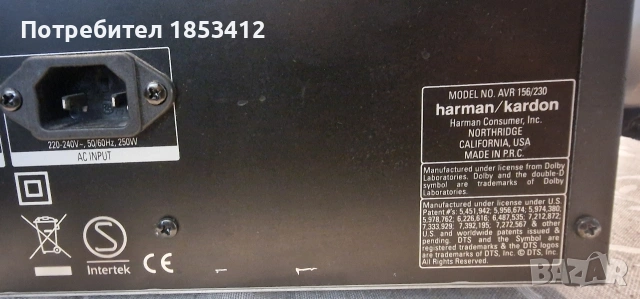 Потребител 1853412
220-240V~, 50/60Hz, 250W
AC INPUT
S
Intertek
CE
MODEL NO. AVR 156/230
harman/kardon
Harman Consumer, Inc.
NORTHRIDGE
CALIFORNIA, USA
MADE IN P.R.C.
Manufactured under license from Dolby
Laboratories. Dolby and the double-D
symbol are trademarks of Dolby
Laboratories.
Manufactured under license under U.S.
Patent #'s: 5,451,942; 5,956,674; 5,974,380;
5,978,762; 6,226,616; 6,487,535; 7,212,872;
7,333,929; 7,392,195; 7,272,567 & other
U.S. and worldwide patents issued &
pending. DTS and the Symbol are
registered trademarks & the DTS logos
are trademarks of DTS, Inc. © DTS, Inc.
All Rights Reserved.
BAZAR